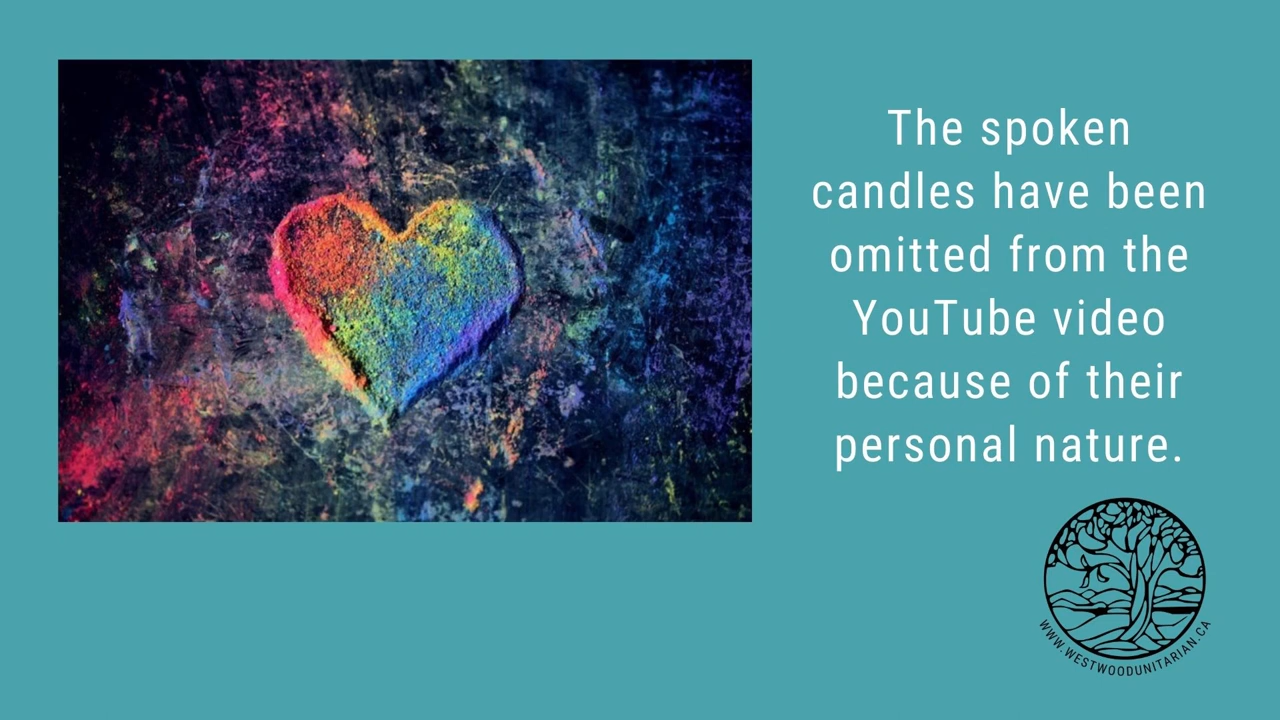 The spoken
candles have been
omitted from the
YouTube video
because of their
personal nature.
WWW.WESTWOODUNITARIAN.CA